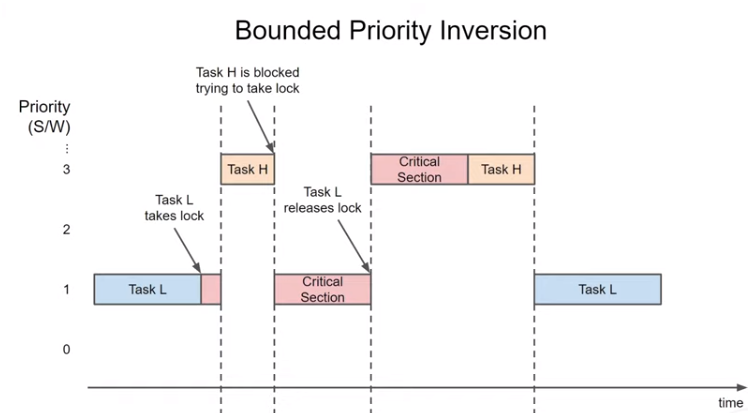 Bounded Priority Inversion
Task H is blocked
trying to take lock
Priority
(S/W)
⋮
3
Task H
Critical
Section
Task H
Task L
takes lock
Task L
releases lock
2
1
Task L
Critical
Section
Task L
0
time